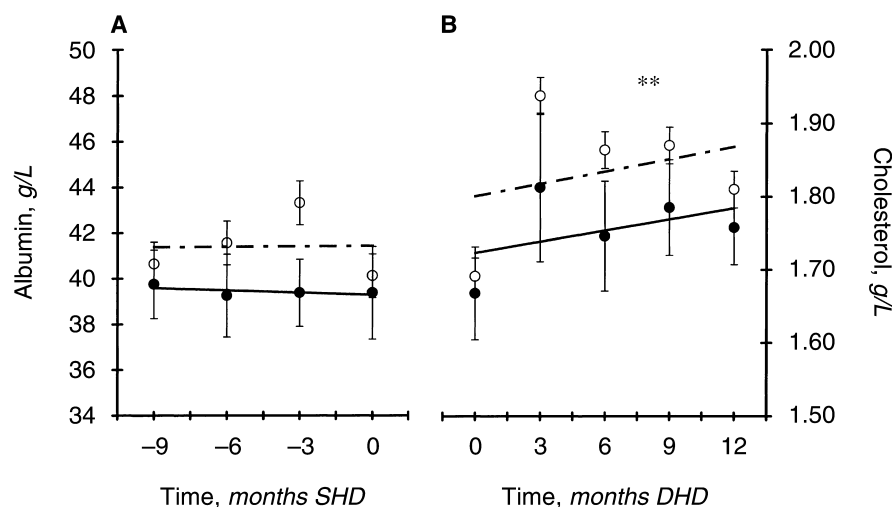 A
B
50
48
46
44
42
40
38
36
34
Albumin, g/L
–9 –6 –3 0
Time, months SHD
**
2.00
1.90
1.80
1.70
1.60
1.50
Cholesterol, g/L
0 3 6 9 12
Time, months DHD